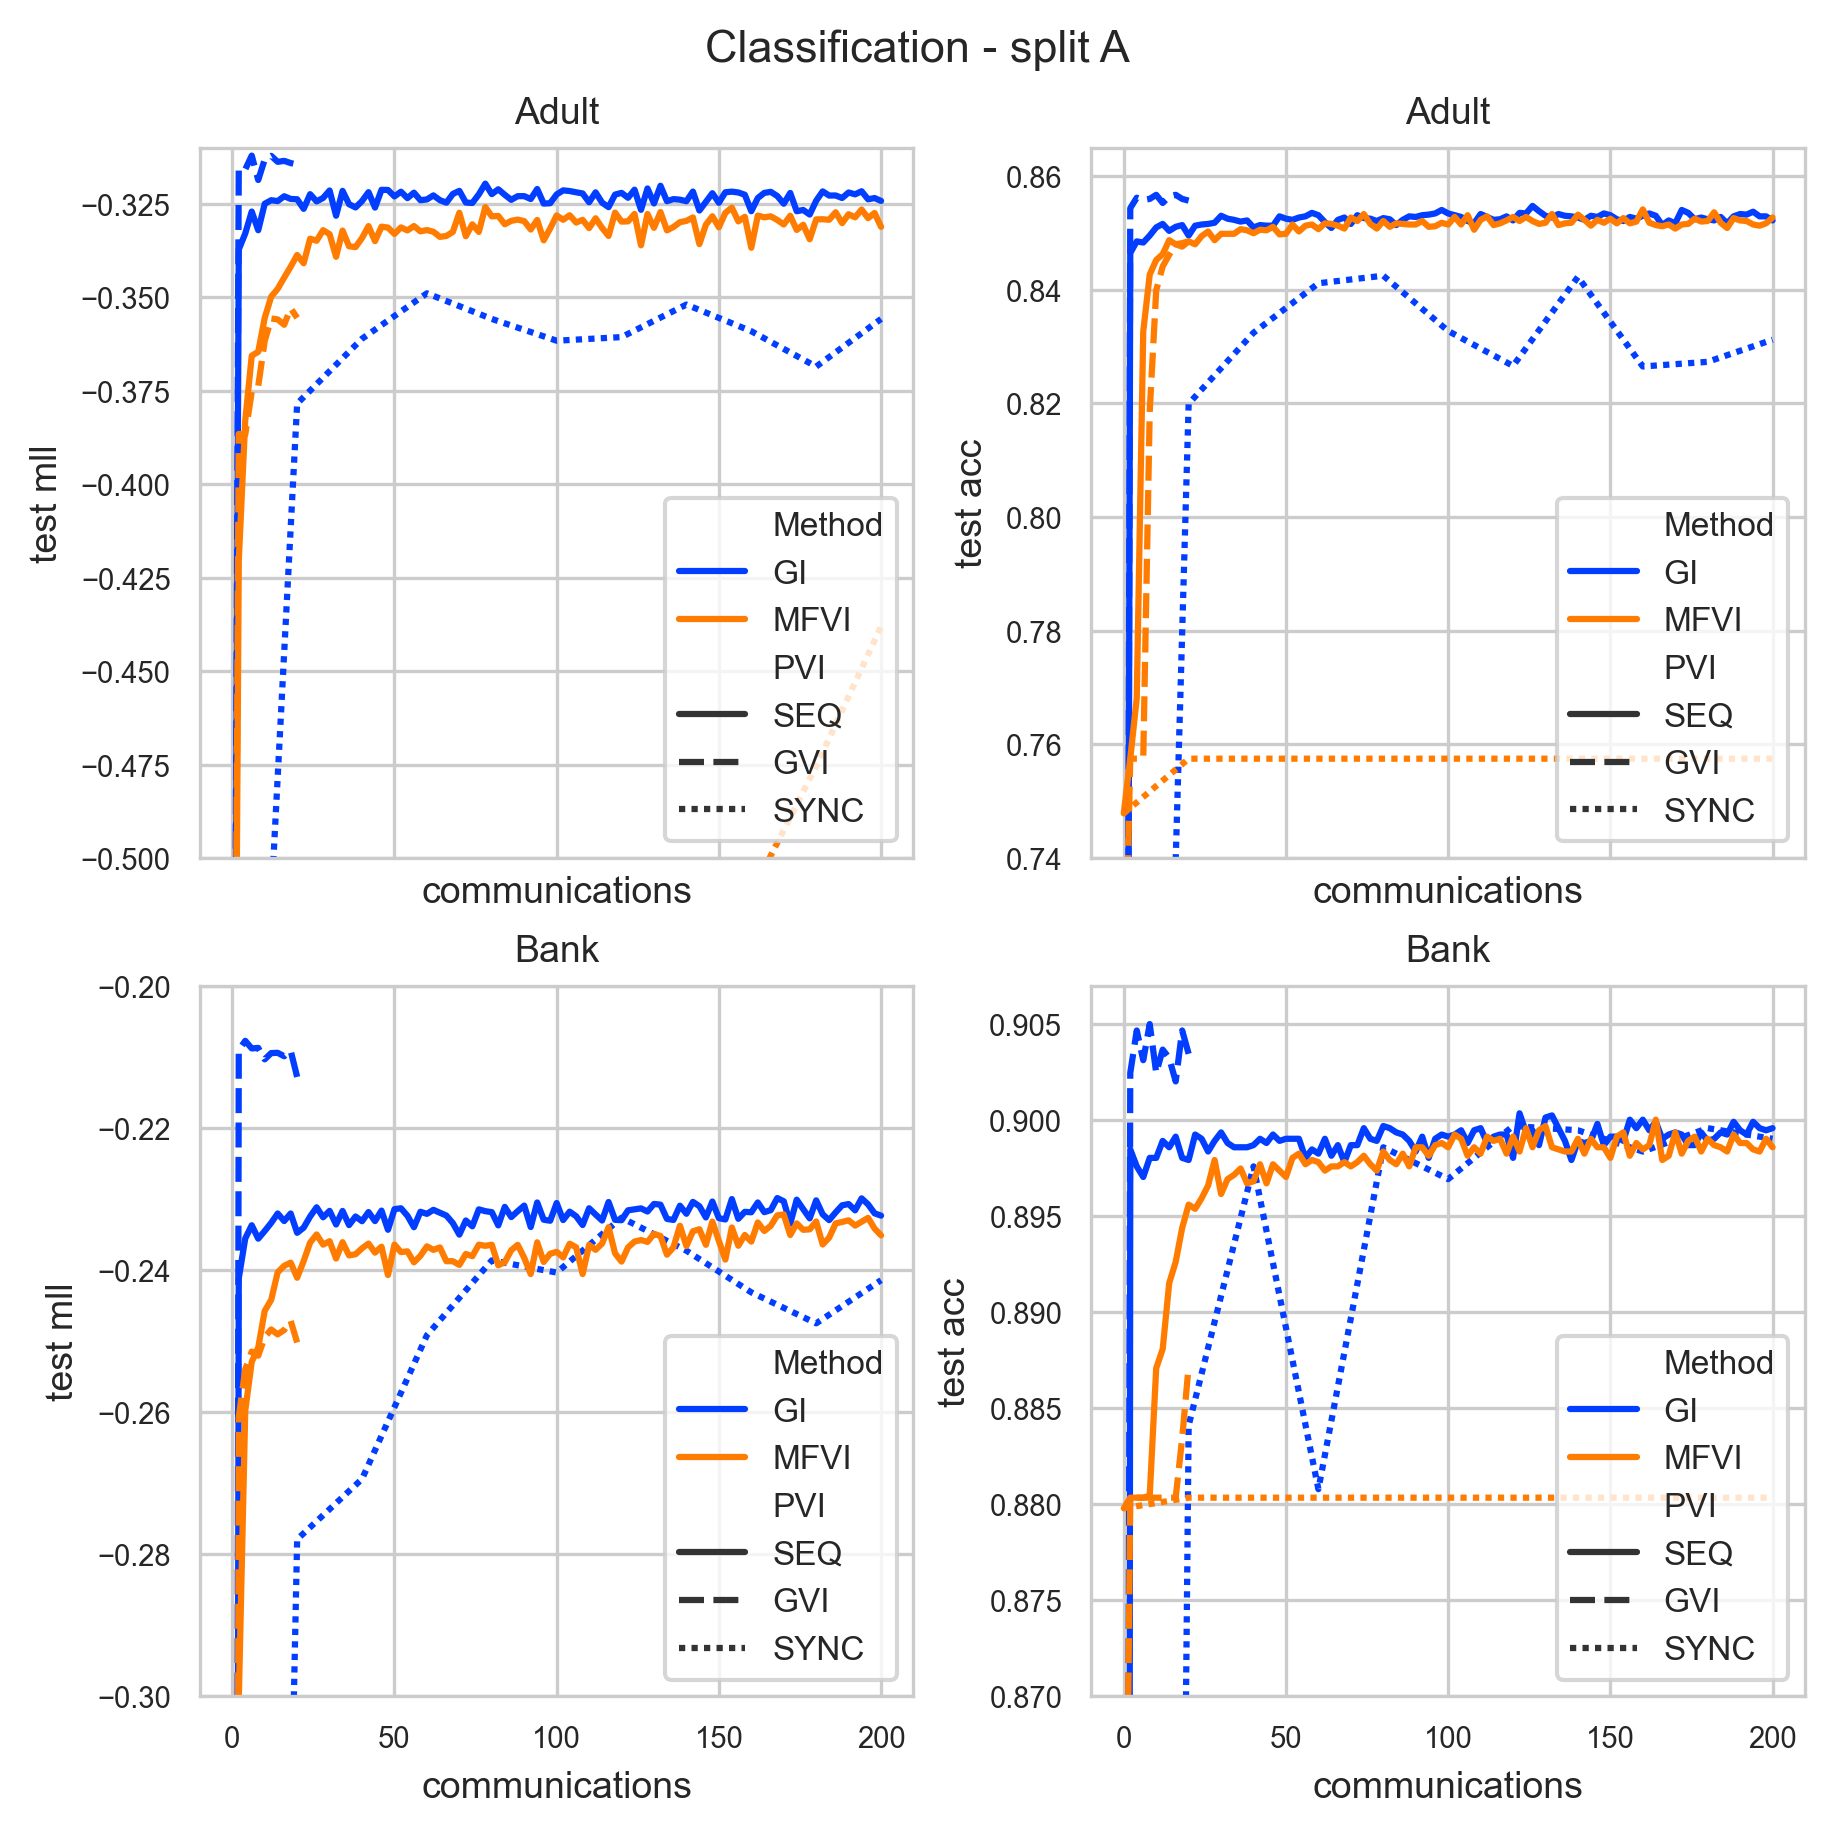 Classification - split A
Adult
test mll
−0.325
−0.350
−0.375
−0.400
−0.425
−0.450
−0.475
−0.500
Method
GI
MFVI
PVI
SEQ
GVI
SYNC
communications
Adult
test acc
0.86
0.84
0.82
0.80
0.78
0.76
0.74
Method
GI
MFVI
PVI
SEQ
GVI
SYNC
communications
Bank
test mll
−0.20
−0.22
−0.24
−0.26
−0.28
−0.30
Method
GI
MFVI
PVI
SEQ
GVI
SYNC
0 50 100 150 200
communications
Bank
test acc
0.905
0.900
0.895
0.890
0.885
0.880
0.875
0.870
Method
GI
MFVI
PVI
SEQ
GVI
SYNC
0 50 100 150 200
communications